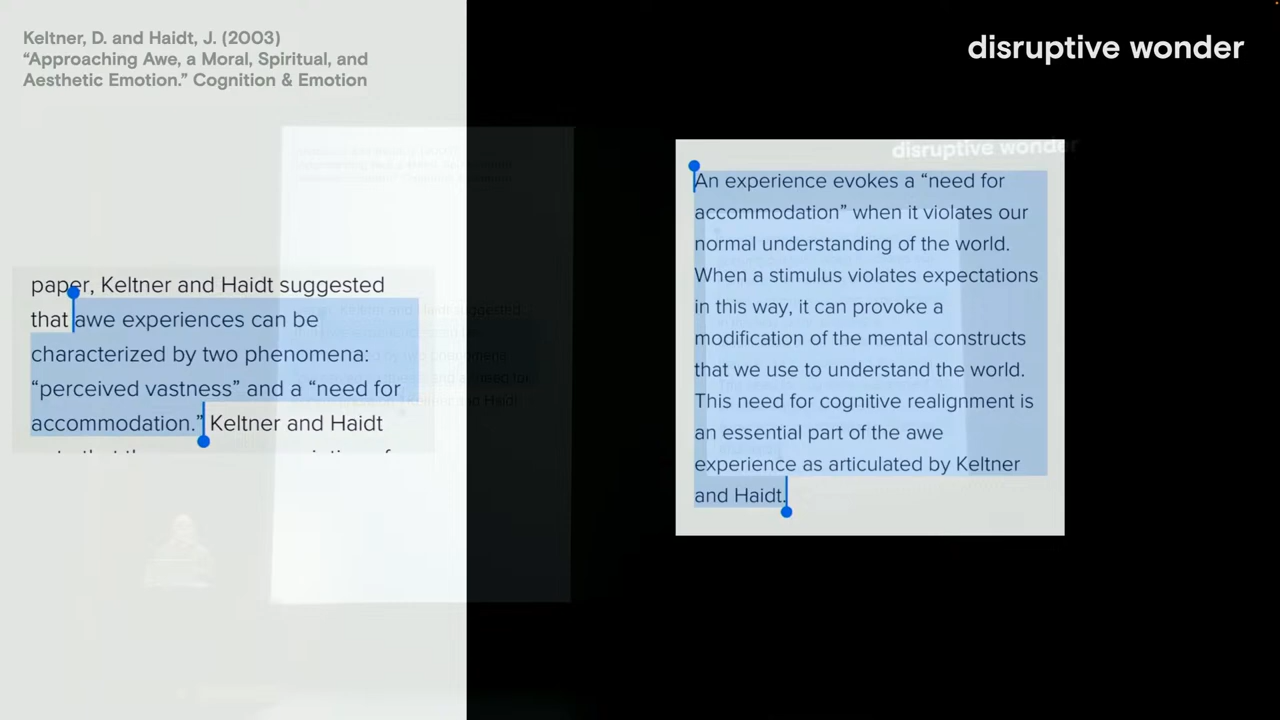 Keltner, D. and Haidt, J. (2003)
“Approaching Awe, a Moral, Spiritual, and
Aesthetic Emotion.” Cognition & Emotion
disruptive wonder
paper, Keltner and Haidt suggested
that awe experiences can be
characterized by two phenomena:
“perceived vastness” and a “need for
accommodation.” Keltner and Haidt
disruptive wonder
An experience evokes a “need for
accommodation” when it violates our
normal understanding of the world.
When a stimulus violates expectations
in this way, it can provoke a
modification of the mental constructs
that we use to understand the world.
This need for cognitive realignment is
an essential part of the awe
experience as articulated by Keltner
and Haidt.